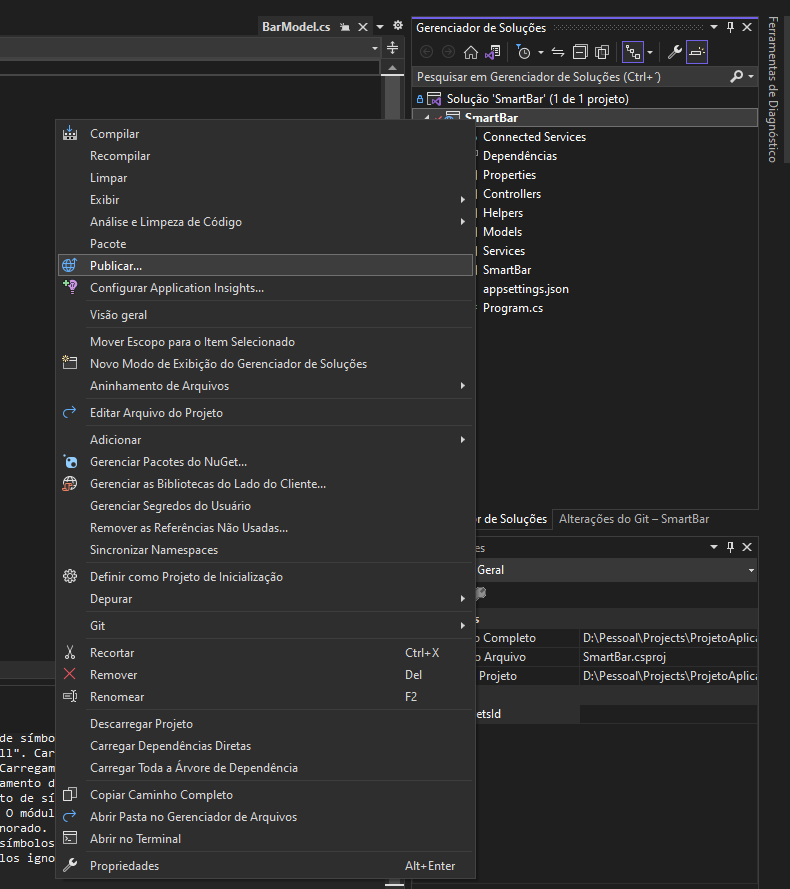 BarModel.cs
Gerenciador de Soluções
Pesquisar em Gerenciador de Soluções (Ctrl+´)
Solução 'SmartBar' (1 de 1 projeto)
SmartBar
Connected Services
Dependências
Properties
Controllers
Helpers
Models
Services
SmartBar
appsettings.json
Program.cs
Ferramentas de Diagnóstico
Compilar
Recompilar
Limpar
Exibir
Análise e Limpeza de Código
Pacote
Publicar...
Configurar Application Insights...
Visão geral
Mover Escopo para o Item Selecionado
Novo Modo de Exibição do Gerenciador de Soluções
Aninhamento de Arquivos
Editar Arquivo do Projeto
Adicionar
Gerenciar Pacotes do NuGet...
Gerenciar as Bibliotecas do Lado do Cliente...
Gerenciar Segredos do Usuário
Remover as Referências Não Usadas...
Sincronizar Namespaces
Definir como Projeto de Inicialização
Depurar
Git
Recortar Ctrl+X
Remover Del
Renomear F2
Descarregar Projeto
Carregar Dependências Diretas
Carregar Toda a Árvore de Dependência
Copiar Caminho Completo
Abrir Pasta no Gerenciador de Arquivos
Abrir no Terminal
Propriedades Alt+Enter
r de Soluções
Alterações do Git – SmartBar
es
Geral
s
o Completo D:\Pessoal\Projects\ProjetoAplica
o Arquivo SmartBar.csproj
Projeto D:\Pessoal\Projects\ProjetoAplica
etsId
de símbo
ll". Car
Carregam
amento d
to de sí
O módul
norado.
símbolos
los igno